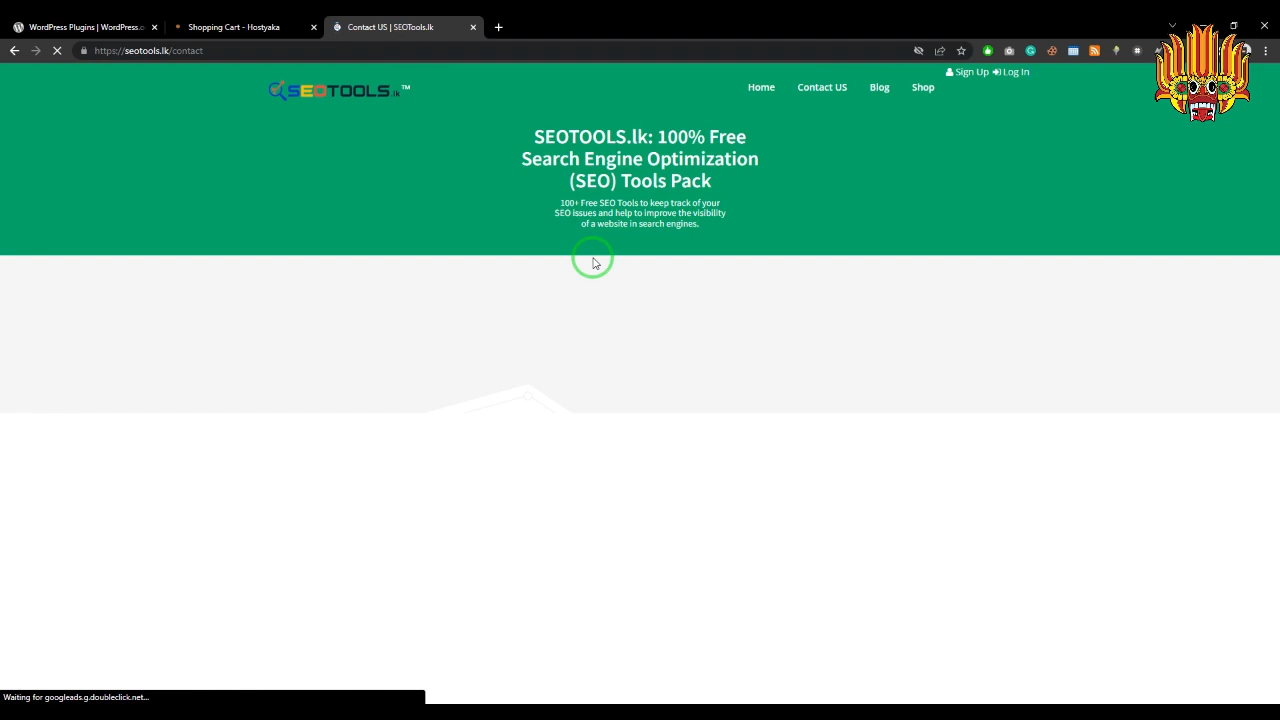 WordPress Plugins | WordPress.o
Shopping Cart - Hostyaka
Contact US | SEOTools.lk
https://seotools.lk/contact
Sign Up Log In
SEOTOOLS.lk™
Home
Contact US
Blog
Shop
SEOTOOLS.lk: 100% Free
Search Engine Optimization
(SEO) Tools Pack
100+ Free SEO Tools to keep track of your
SEO issues and help to improve the visibility
of a website in search engines.
Waiting for googleads.g.doubleclick.net...